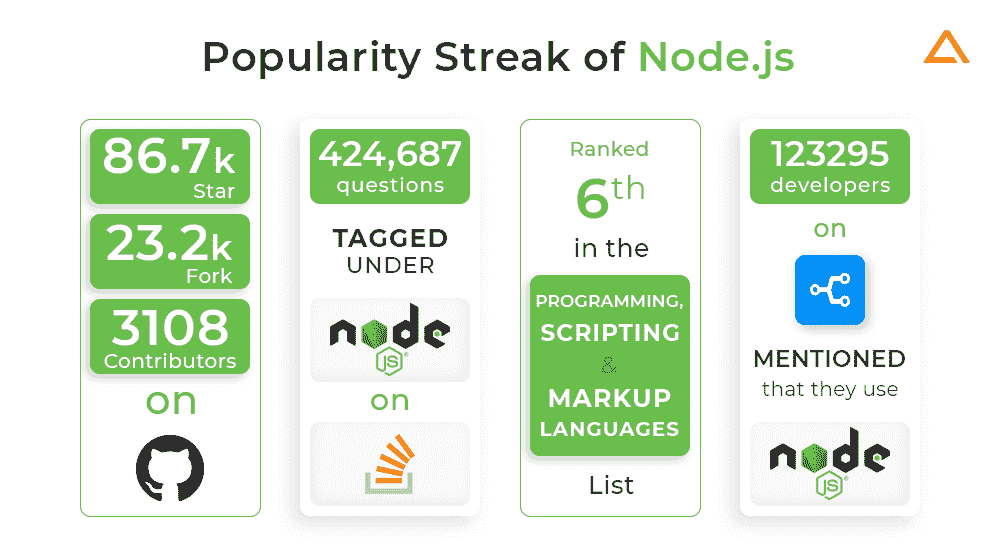 Popularity Streak of Node.js
86.7k
Star
23.2k
Fork
3108
Contributors
on
424,687
questions
TAGGED
UNDER
node
JS
on
Ranked
6th
in the
PROGRAMMING,
SCRIPTING
&
MARKUP
LANGUAGES
List
123295
developers
on
MENTIONED
that they use
node
JS